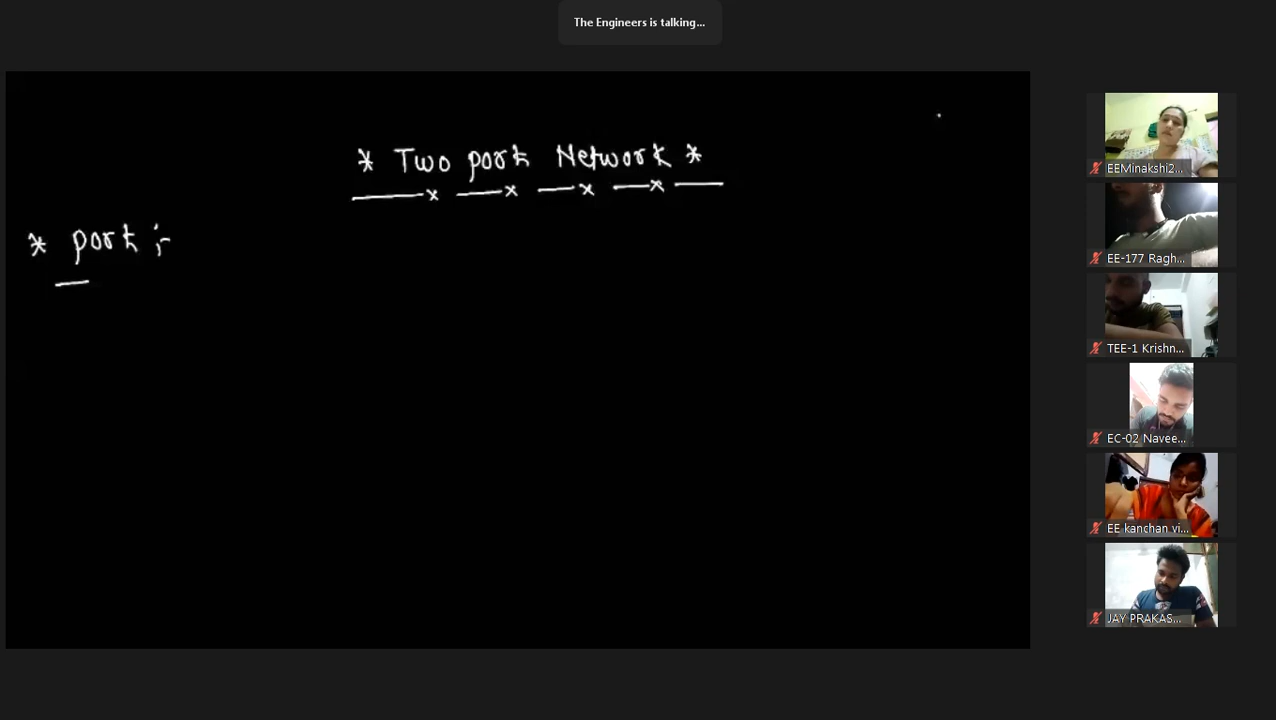 The Engineers is talking...
* Two port Network *
* port :-
EEMinakshi2...
EE-177 Ragh...
TEE-1 Krishn...
EC-02 Navee...
EE kanchan vi...
JAY PRAKAS...